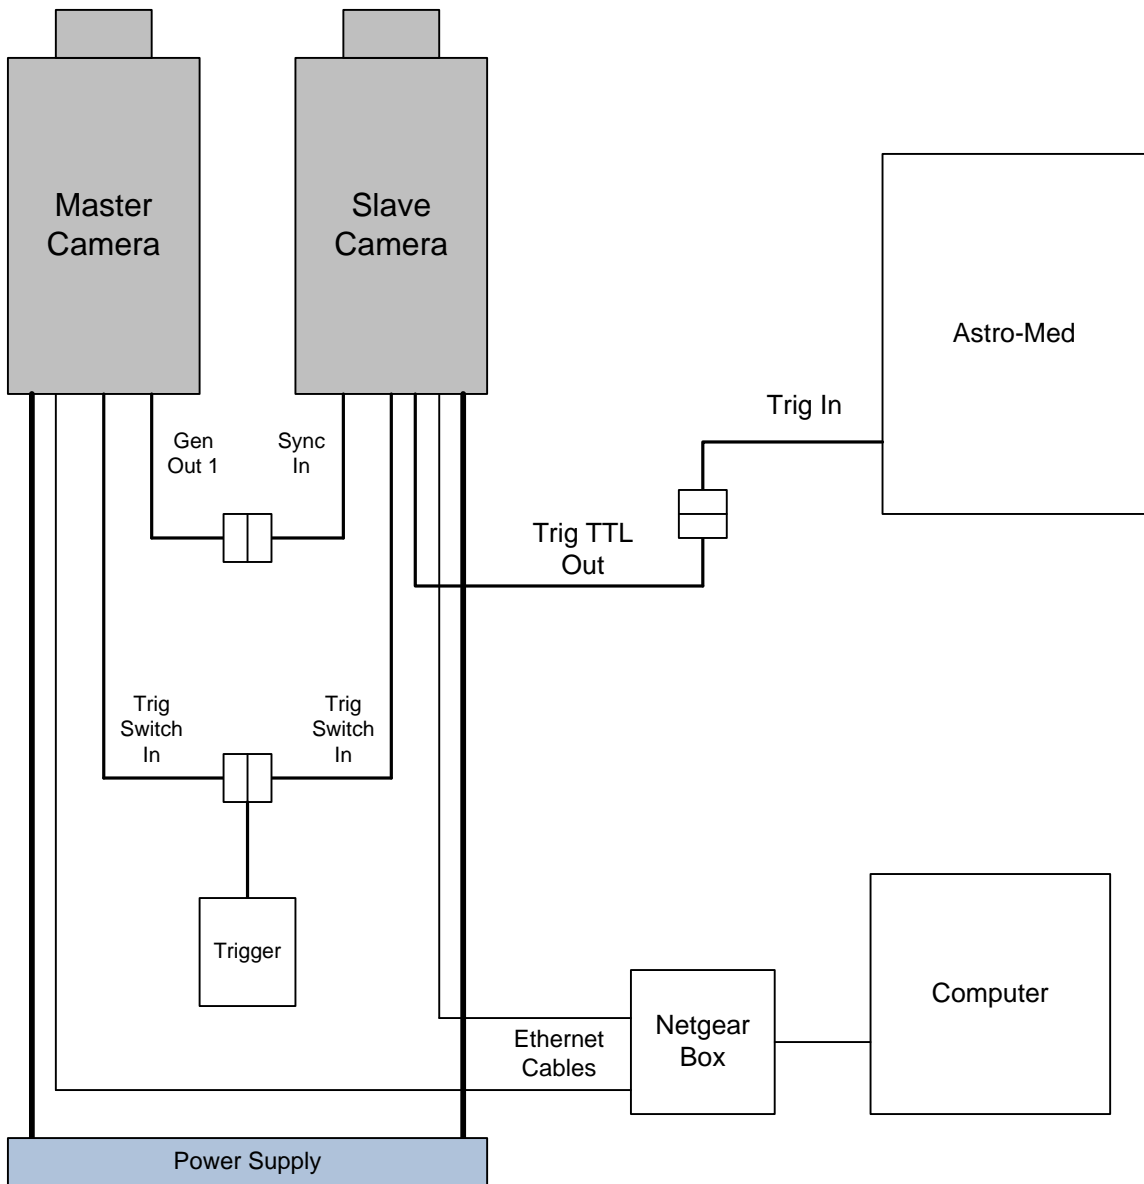 Master
Camera
Slave
Camera
Astro-Med
Trig In
Gen
Out 1
Sync
In
Trig TTL
Out
Trig
Switch
In
Trig
Switch
In
Trigger
Computer
Netgear
Box
Ethernet
Cables
Power Supply